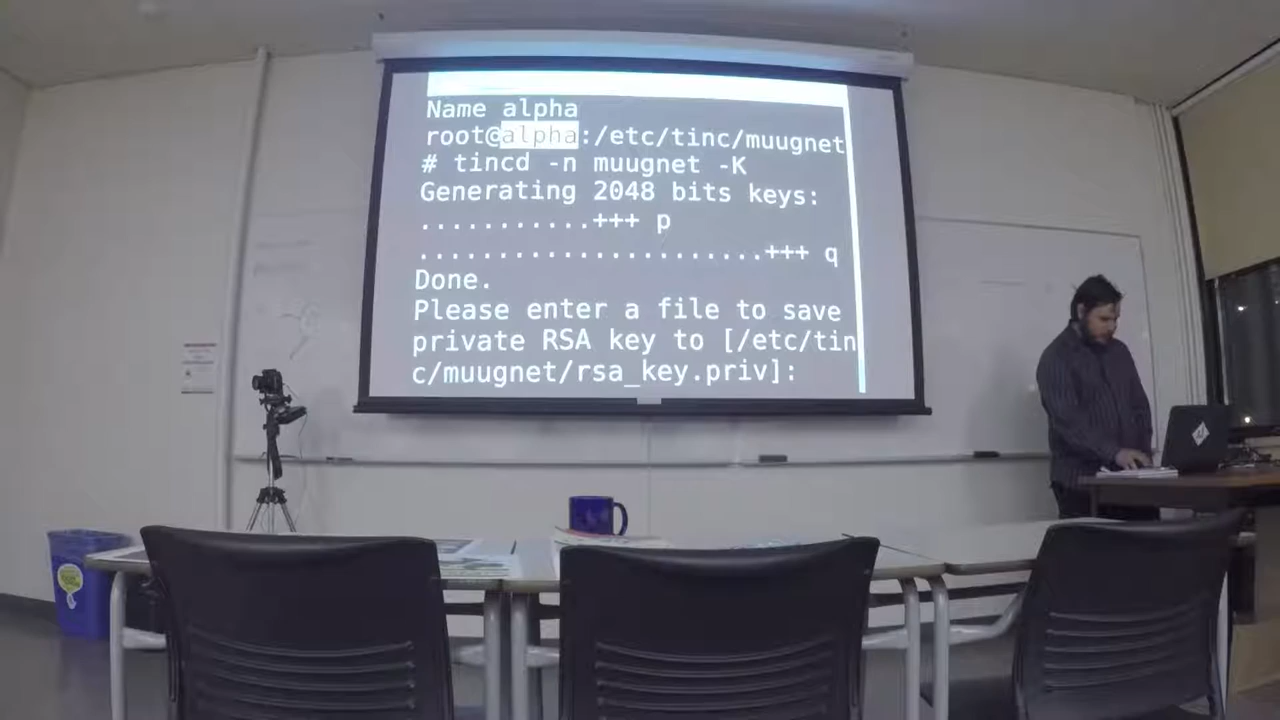 Name alpha
root@alpha:/etc/tinc/muugnet
# tincd -n muugnet -K
Generating 2048 bits keys:
...........+++ p
......................+++ q
Done.
Please enter a file to save
private RSA key to [/etc/tin
c/muugnet/rsa_key.priv]: